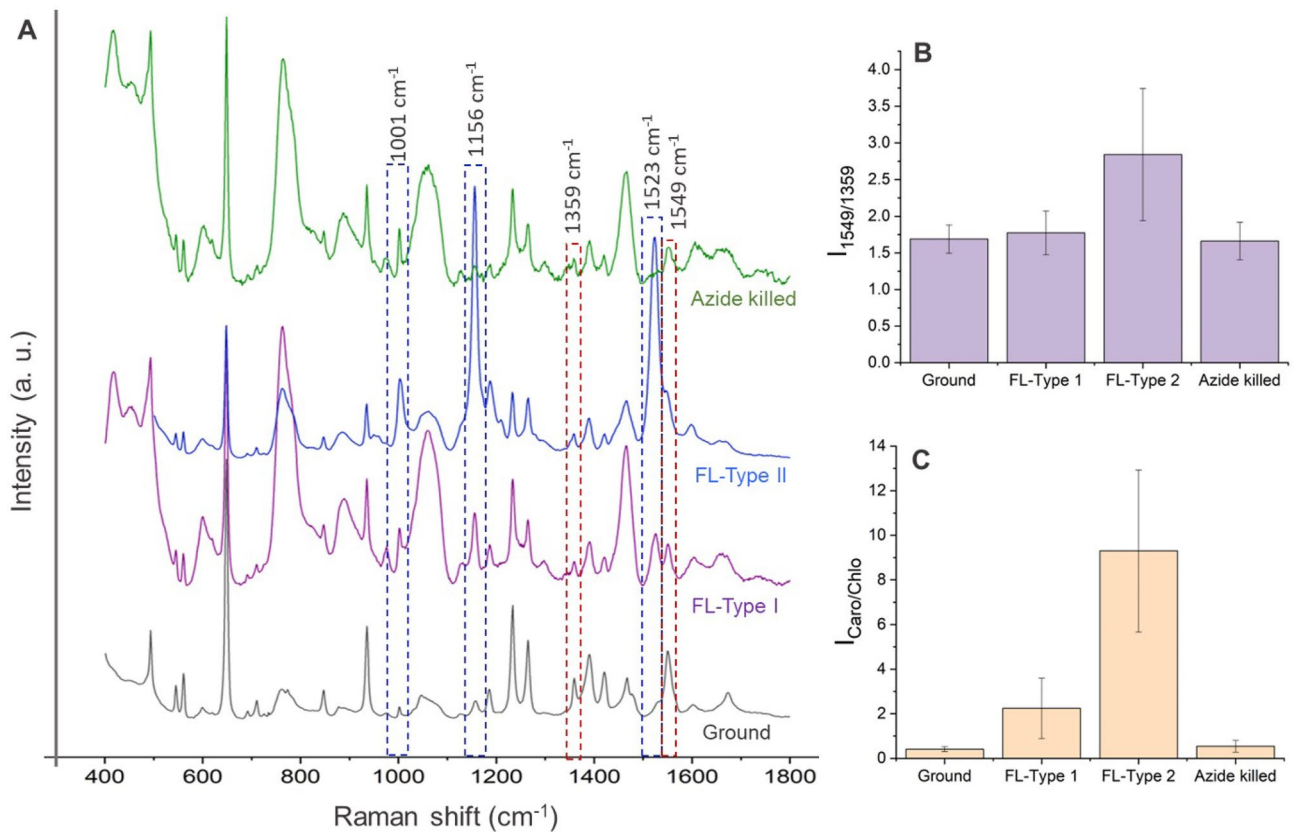 A
1001 cm-1
1156 cm-1
1359 cm-1
1523 cm-1
1549 cm-1
Azide killed
FL-Type II
FL-Type I
Ground
Intensity (a. u.)
400 600 800 1000 1200 1400 1600 1800
Raman shift (cm-1)
B
4.0
3.5
3.0
2.5
2.0
1.5
1.0
0.5
0.0
I1549/1359
Ground FL-Type 1 FL-Type 2 Azide killed
C
14
12
10
8
6
4
2
0
ICaro/Chlo
Ground FL-Type 1 FL-Type 2 Azide killed